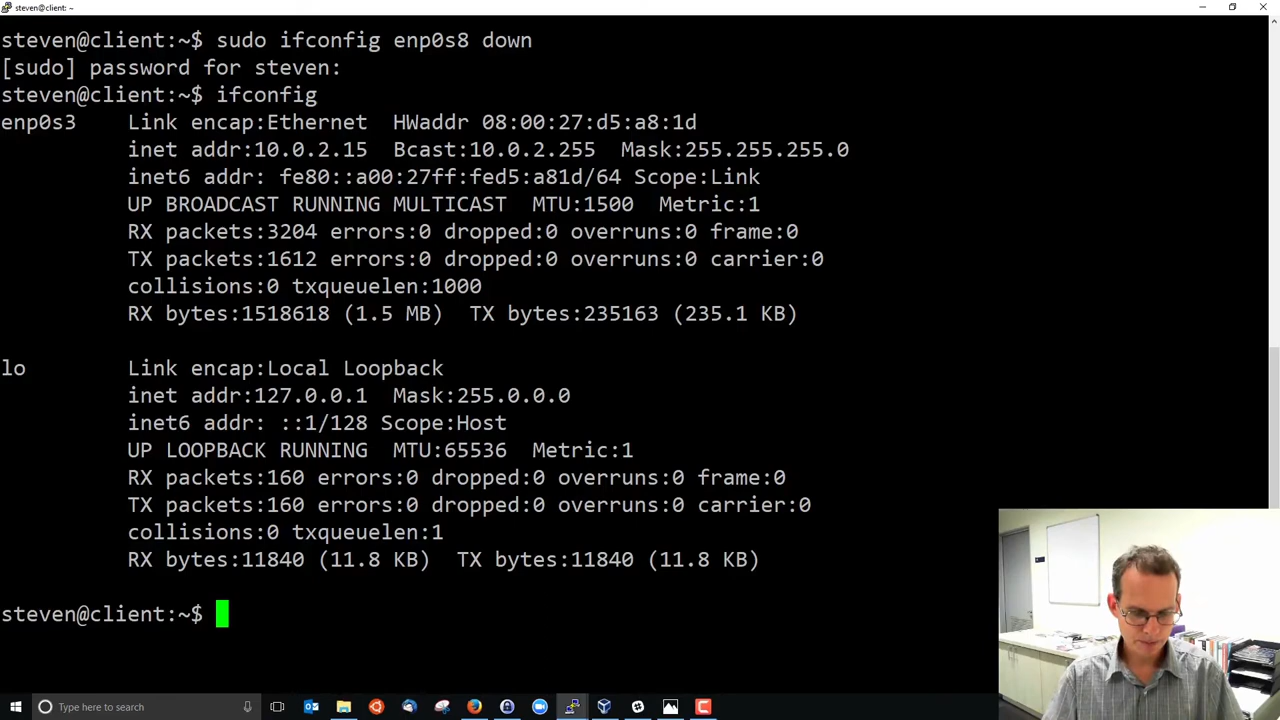 steven@client: ~
steven@client:~$ sudo ifconfig enp0s8 down
[sudo] password for steven:
steven@client:~$ ifconfig
enp0s3 Link encap:Ethernet HWaddr 08:00:27:d5:a8:1d
inet addr:10.0.2.15 Bcast:10.0.2.255 Mask:255.255.255.0
inet6 addr: fe80::a00:27ff:fed5:a81d/64 Scope:Link
UP BROADCAST RUNNING MULTICAST MTU:1500 Metric:1
RX packets:3204 errors:0 dropped:0 overruns:0 frame:0
TX packets:1612 errors:0 dropped:0 overruns:0 carrier:0
collisions:0 txqueuelen:1000
RX bytes:1518618 (1.5 MB) TX bytes:235163 (235.1 KB)
lo Link encap:Local Loopback
inet addr:127.0.0.1 Mask:255.0.0.0
inet6 addr: ::1/128 Scope:Host
UP LOOPBACK RUNNING MTU:65536 Metric:1
RX packets:160 errors:0 dropped:0 overruns:0 frame:0
TX packets:160 errors:0 dropped:0 overruns:0 carrier:0
collisions:0 txqueuelen:1
RX bytes:11840 (11.8 KB) TX bytes:11840 (11.8 KB)
steven@client:~$
Type here to search